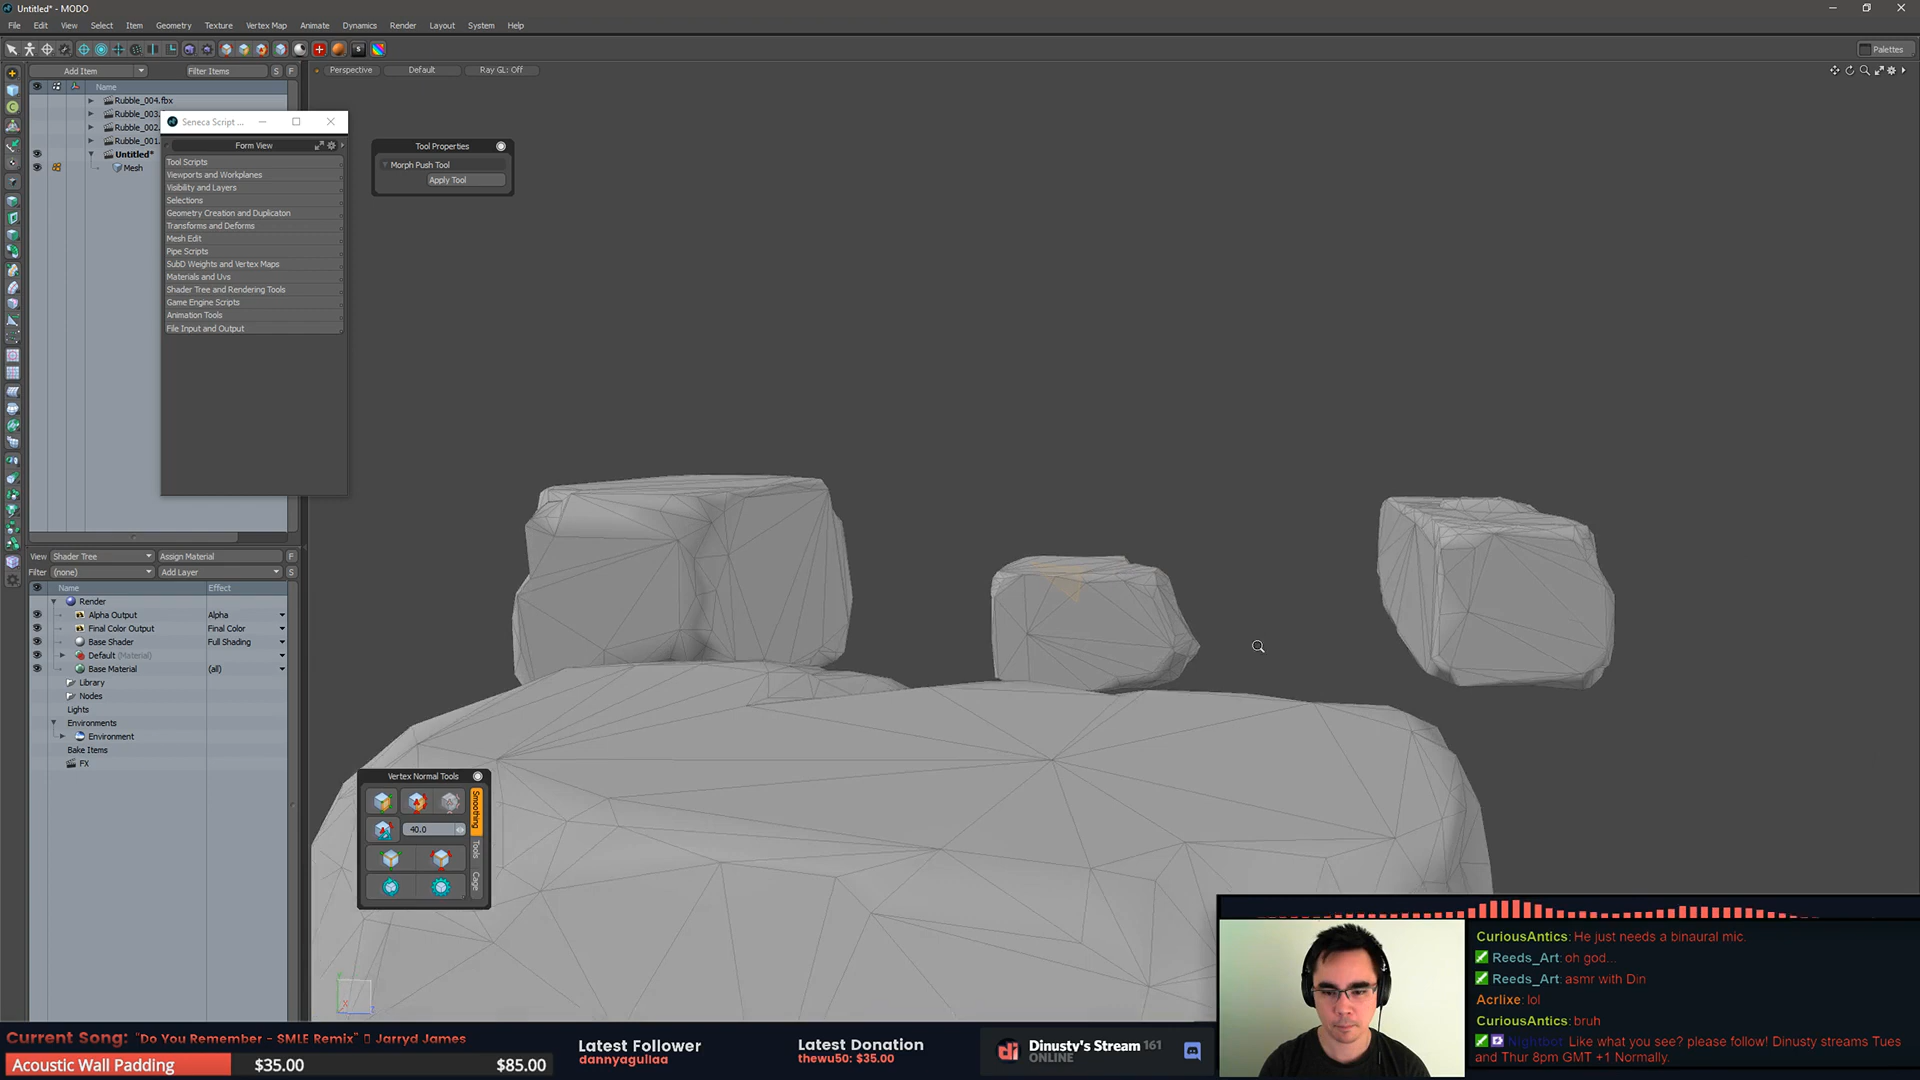 Untitled* - MODO
File Edit View Select Item Geometry Texture Vertex Map Animate Dynamics Render Layout System Help
Palettes
Add Item Filter Items S F
Perspective Default Ray GL: Off
Name
Rubble_004.fbx
Rubble_003.
Rubble_002.
Rubble_001.
Untitled*
Mesh
Seneca Script ...
Form View
Tool Scripts
Viewports and Workplanes
Visibility and Layers
Selections
Geometry Creation and Duplicaton
Transforms and Deforms
Mesh Edit
Pipe Scripts
SubD Weights and Vertex Maps
Materials and Uvs
Shader Tree and Rendering Tools
Game Engine Scripts
Animation Tools
File Input and Output
Tool Properties
Morph Push Tool
Apply Tool
View Shader Tree Assign Material F
Filter (none) Add Layer S
Name Effect
Render
Alpha Output Alpha
Final Color Output Final Color
Base Shader Full Shading
Default (Material)
Base Material (all)
Library
Nodes
Lights
Environments
Environment
Bake Items
FX
Vertex Normal Tools
40.0
Smoothing
Tools
Cage
CuriousAntics: He just needs a binaural mic.
Reeds_Art: oh god...
Reeds_Art: asmr with Din
Acrlixe: lol
CuriousAntics: bruh
Nightbot: Like what you see? please follow! Dinusty streams Tues
and Thur 8pm GMT +1 Normally.
Current Song: "Do You Remember - SMLE Remix" Jarryd James
Acoustic Wall Padding $35.00 $85.00
Latest Follower
dannyaguliaa
Latest Donation
thewu50: $35.00
Dinusty's Stream 161
ONLINE